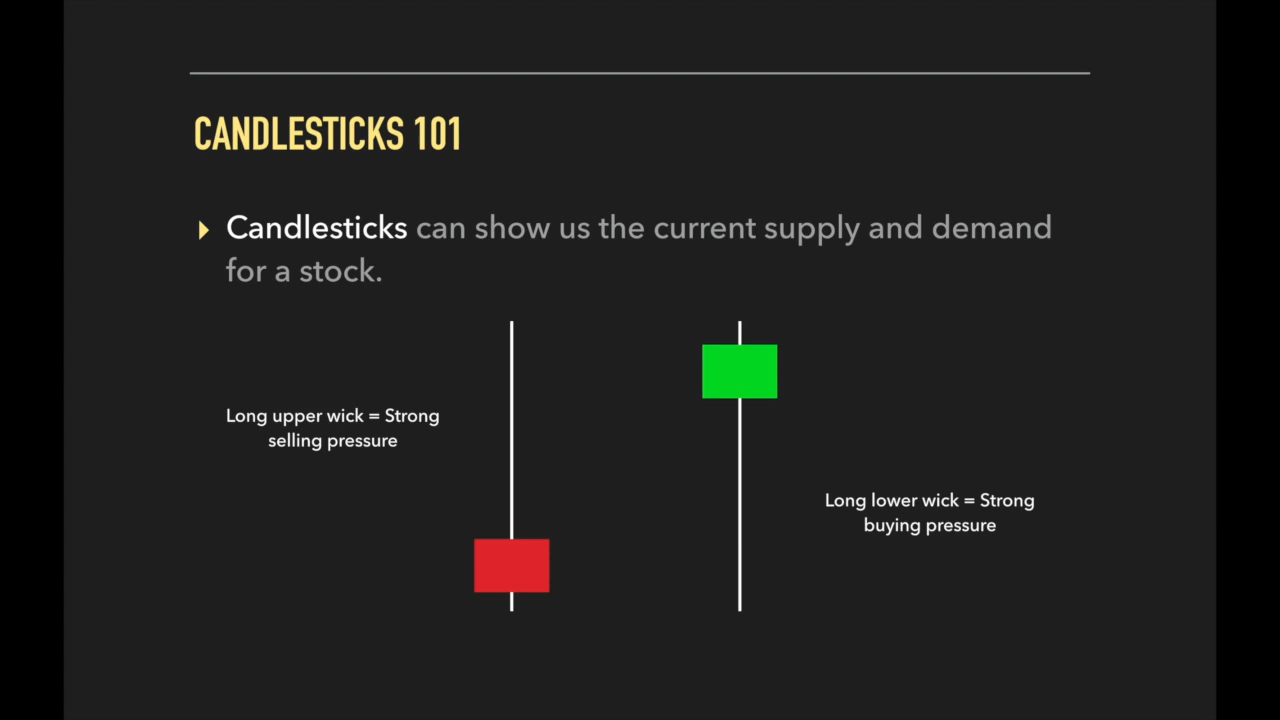 CANDLESTICKS 101
Candlesticks can show us the current supply and demand
for a stock.
Long upper wick = Strong
selling pressure
Long lower wick = Strong
buying pressure